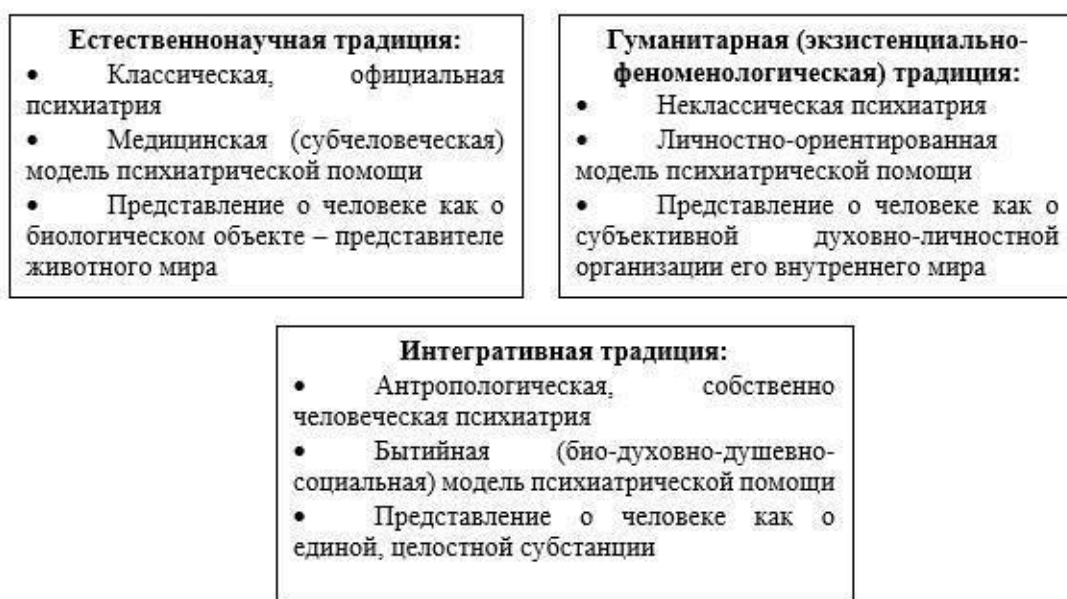 Естественнонаучная традиция:
• Классическая, официальная
психиатрия
• Медицинская (субчеловеческая)
модель психиатрической помощи
• Представление о человеке как о
биологическом объекте – представителе
животного мира
Гуманитарная (экзистенциально-
феноменологическая) традиция:
• Неклассическая психиатрия
• Личностно-ориентированная
модель психиатрической помощи
• Представление о человеке как о
субъективной духовно-личностной
организации его внутреннего мира
Интегративная традиция:
• Антропологическая, собственно
человеческая психиатрия
• Бытийная (био-духовно-душевно-
социальная) модель психиатрической помощи
• Представление о человеке как о
единой, целостной субстанции